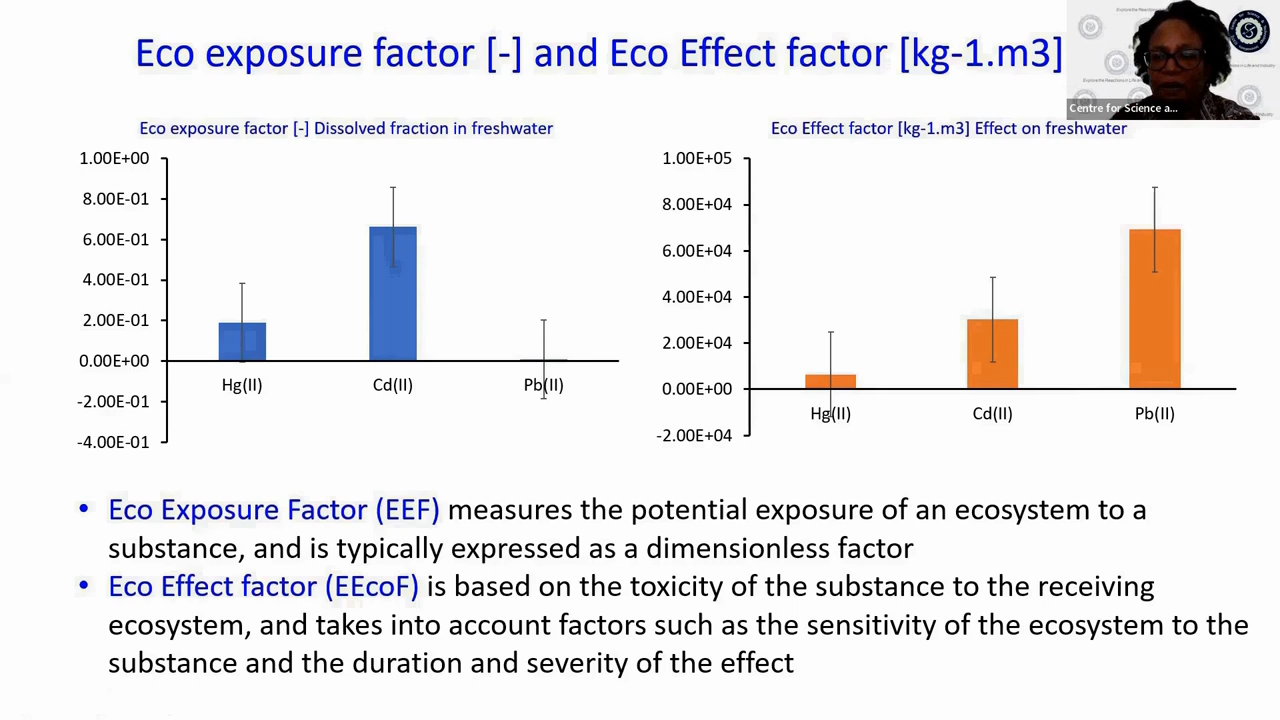 Eco exposure factor [-] and Eco Effect factor [kg-1.m3]
Centre for Science a...
Eco exposure factor [-] Dissolved fraction in freshwater
1.00E+00
8.00E-01
6.00E-01
4.00E-01
2.00E-01
0.00E+00
-2.00E-01
-4.00E-01
Hg(II)
Cd(II)
Pb(II)
Eco Effect factor [kg-1.m3] Effect on freshwater
1.00E+05
8.00E+04
6.00E+04
4.00E+04
2.00E+04
0.00E+00
-2.00E+04
Hg(II)
Cd(II)
Pb(II)
• Eco Exposure Factor (EEF) measures the potential exposure of an ecosystem to a
substance, and is typically expressed as a dimensionless factor
• Eco Effect factor (EEcoF) is based on the toxicity of the substance to the receiving
ecosystem, and takes into account factors such as the sensitivity of the ecosystem to the
substance and the duration and severity of the effect